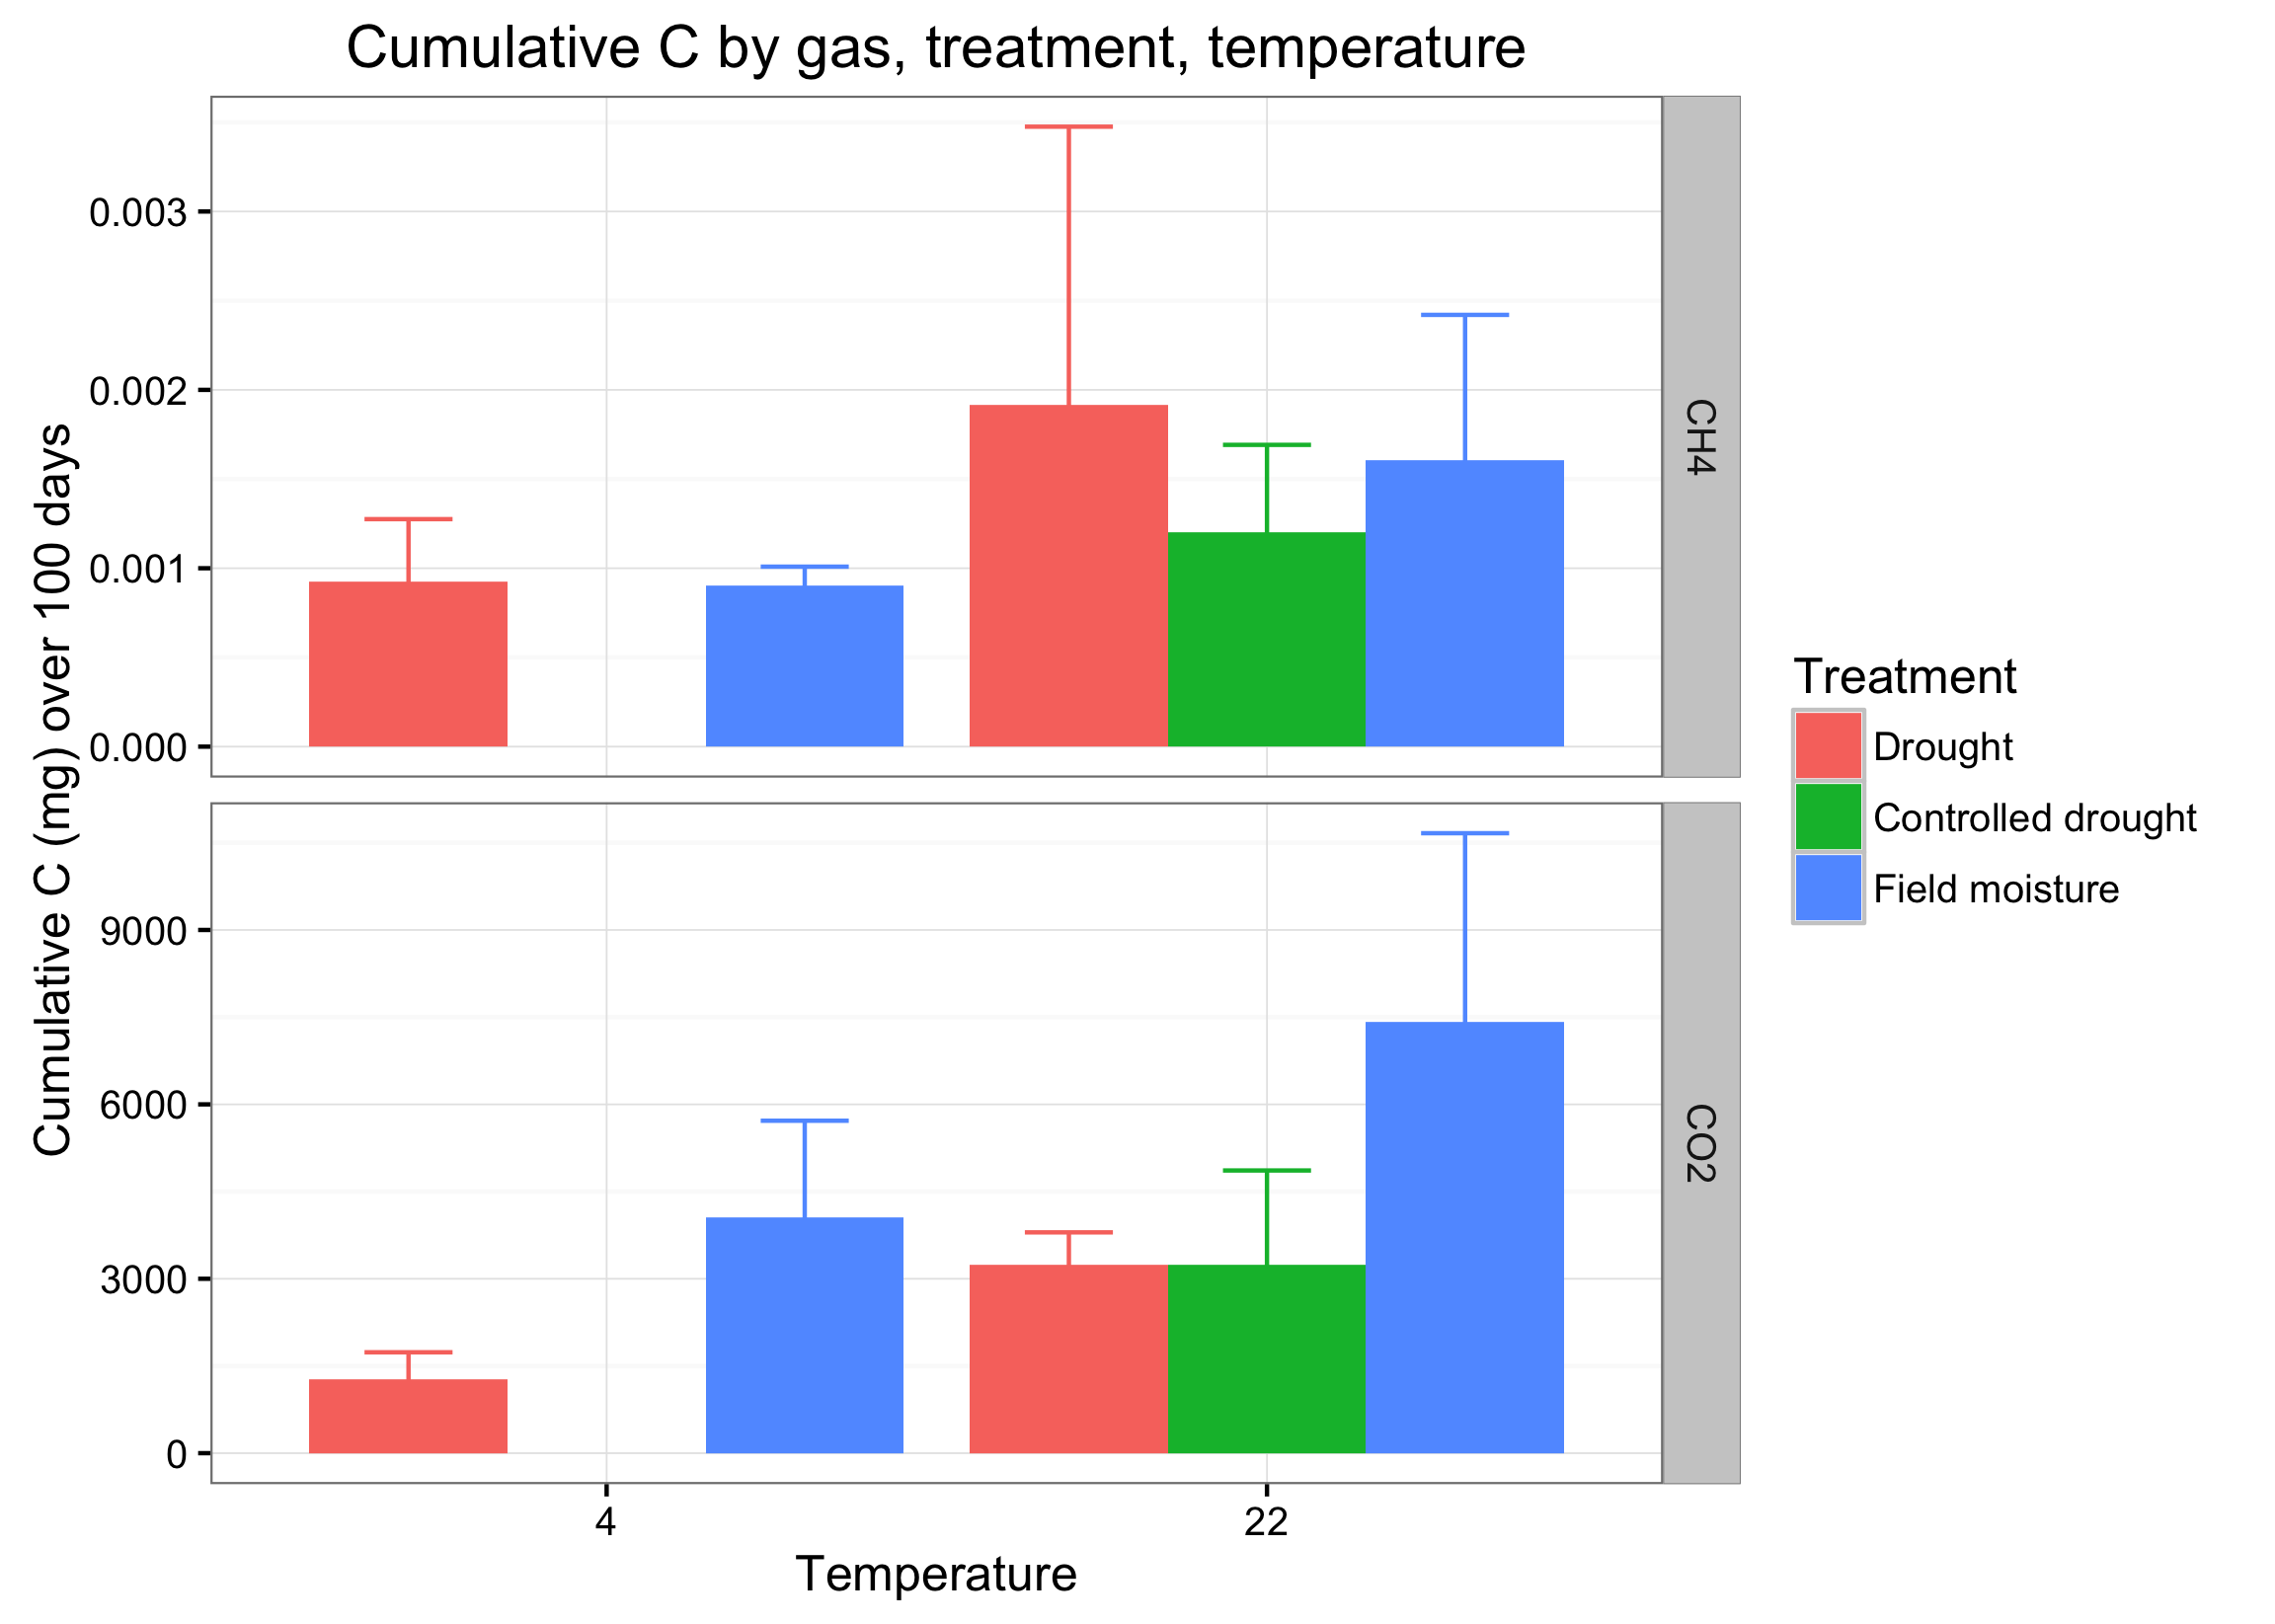 Cumulative C by gas, treatment, temperature
Cumulative C (mg) over 100 days
0.003
0.002
0.001
0.000
CH4
9000
6000
3000
0
CO2
4
22
Temperature
Treatment
Drought
Controlled drought
Field moisture